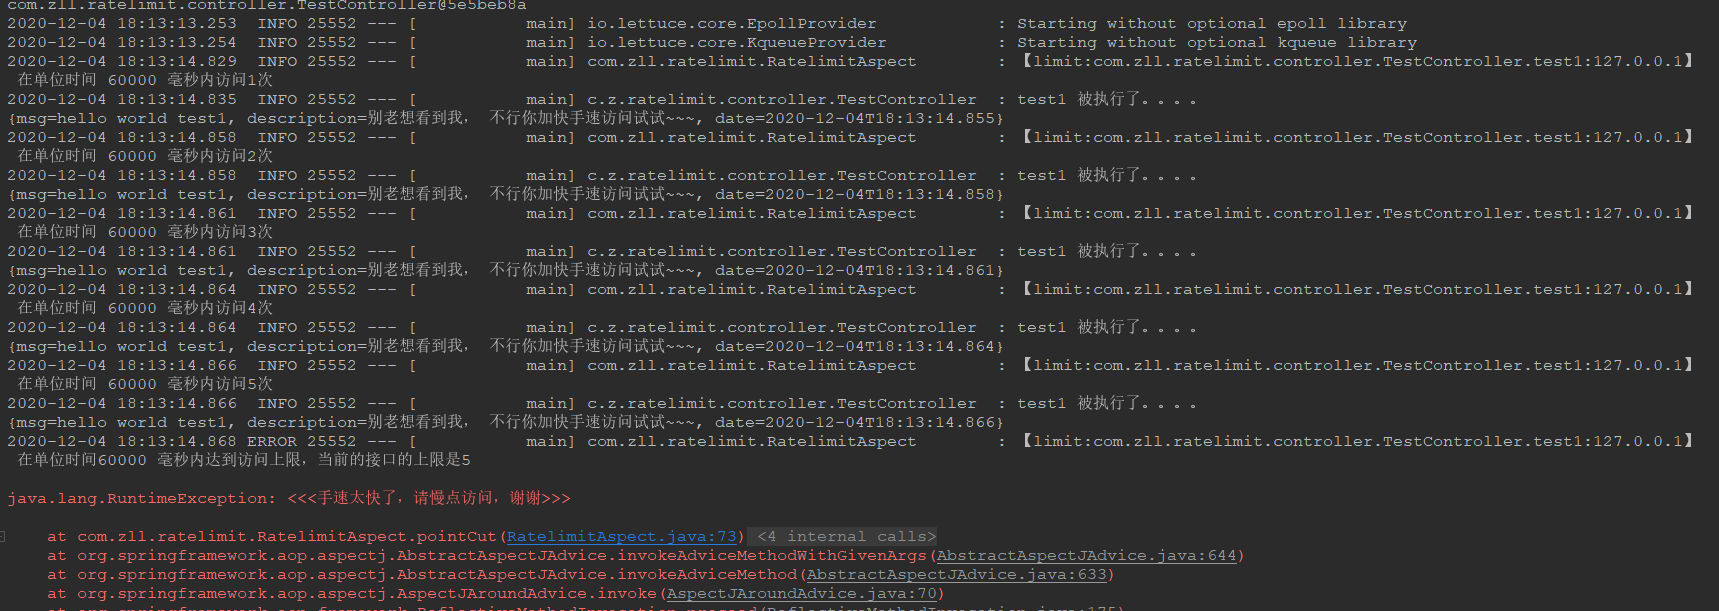 com.zll.ratelimit.controller.TestController@5e5beb8a
2020-12-04 18:13:13.253  INFO 25552 --- [           main] io.lettuce.core.EpollProvider            : Starting without optional epoll library
2020-12-04 18:13:13.254  INFO 25552 --- [           main] io.lettuce.core.KqueueProvider           : Starting without optional kqueue library
2020-12-04 18:13:14.829  INFO 25552 --- [           main] com.zll.ratelimit.RatelimitAspect        : 【limit:com.zll.ratelimit.controller.TestController.test1:127.0.0.1】
 在单位时间 60000 毫秒内访问1次
2020-12-04 18:13:14.835  INFO 25552 --- [           main] c.z.ratelimit.controller.TestController  : test1 被执行了。。。。
{msg=hello world test1, description=别老想看到我， 不行你加快手速访问试试~~~, date=2020-12-04T18:13:14.855}
2020-12-04 18:13:14.858  INFO 25552 --- [           main] com.zll.ratelimit.RatelimitAspect        : 【limit:com.zll.ratelimit.controller.TestController.test1:127.0.0.1】
 在单位时间 60000 毫秒内访问2次
2020-12-04 18:13:14.858  INFO 25552 --- [           main] c.z.ratelimit.controller.TestController  : test1 被执行了。。。。
{msg=hello world test1, description=别老想看到我， 不行你加快手速访问试试~~~, date=2020-12-04T18:13:14.858}
2020-12-04 18:13:14.861  INFO 25552 --- [           main] com.zll.ratelimit.RatelimitAspect        : 【limit:com.zll.ratelimit.controller.TestController.test1:127.0.0.1】
 在单位时间 60000 毫秒内访问3次
2020-12-04 18:13:14.861  INFO 25552 --- [           main] c.z.ratelimit.controller.TestController  : test1 被执行了。。。。
{msg=hello world test1, description=别老想看到我， 不行你加快手速访问试试~~~, date=2020-12-04T18:13:14.861}
2020-12-04 18:13:14.864  INFO 25552 --- [           main] com.zll.ratelimit.RatelimitAspect        : 【limit:com.zll.ratelimit.controller.TestController.test1:127.0.0.1】
 在单位时间 60000 毫秒内访问4次
2020-12-04 18:13:14.864  INFO 25552 --- [           main] c.z.ratelimit.controller.TestController  : test1 被执行了。。。。
{msg=hello world test1, description=别老想看到我， 不行你加快手速访问试试~~~, date=2020-12-04T18:13:14.864}
2020-12-04 18:13:14.866  INFO 25552 --- [           main] com.zll.ratelimit.RatelimitAspect        : 【limit:com.zll.ratelimit.controller.TestController.test1:127.0.0.1】
 在单位时间 60000 毫秒内访问5次
2020-12-04 18:13:14.866  INFO 25552 --- [           main] c.z.ratelimit.controller.TestController  : test1 被执行了。。。。
{msg=hello world test1, description=别老想看到我， 不行你加快手速访问试试~~~, date=2020-12-04T18:13:14.866}
2020-12-04 18:13:14.868 ERROR 25552 --- [           main] com.zll.ratelimit.RatelimitAspect        : 【limit:com.zll.ratelimit.controller.TestController.test1:127.0.0.1】
 在单位时间60000 毫秒内达到访问上限，当前的接口的上限是5
java.lang.RuntimeException: <<<手速太快了，请慢点访问，谢谢>>>
    at com.zll.ratelimit.RatelimitAspect.pointCut(RatelimitAspect.java:73) <4 internal calls>
    at org.springframework.aop.aspectj.AbstractAspectJAdvice.invokeAdviceMethodWithGivenArgs(AbstractAspectJAdvice.java:644)
    at org.springframework.aop.aspectj.AbstractAspectJAdvice.invokeAdviceMethod(AbstractAspectJAdvice.java:633)
    at org.springframework.aop.aspectj.AspectJAroundAdvice.invoke(AspectJAroundAdvice.java:70)
    at org.springframework.aop.framework.ReflectiveMethodInvocation.proceed(ReflectiveMethodInvocation.java:175)